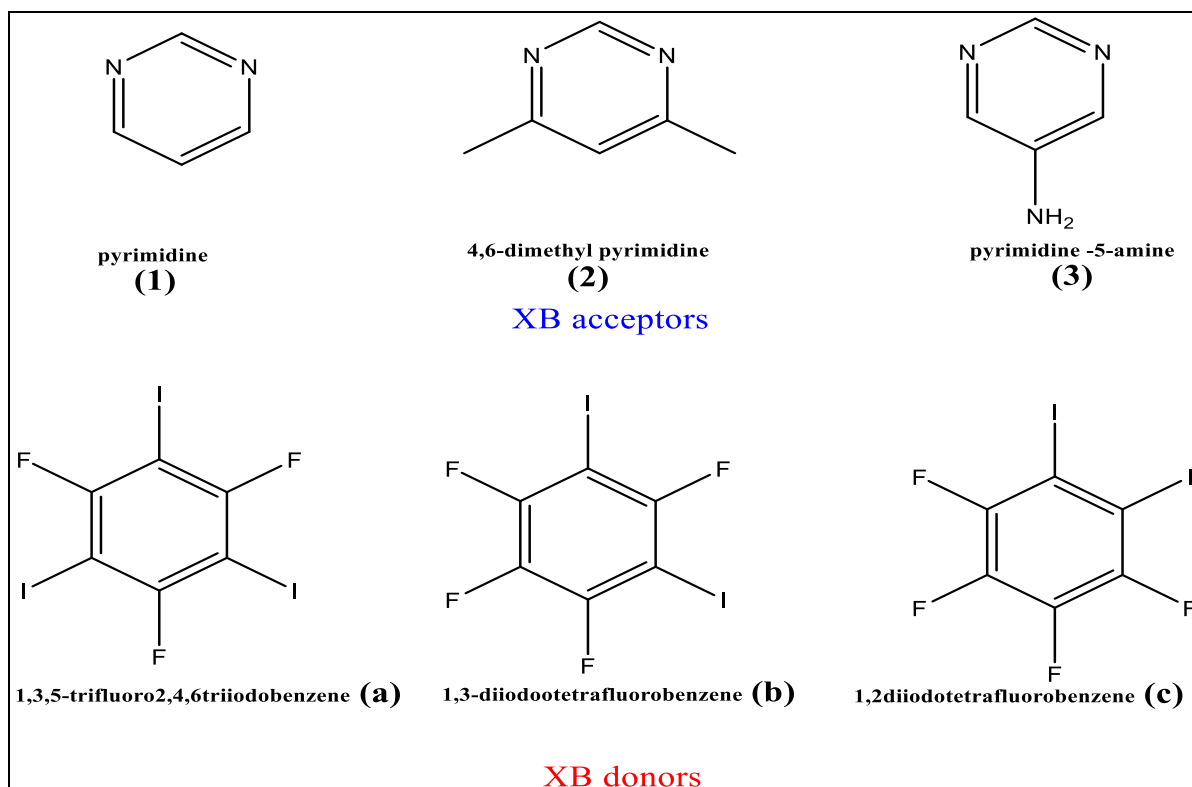 N N
N N
N N
NH₂
pyrimidine
(1)
4,6-dimethyl pyrimidine
(2)
pyrimidine -5-amine
(3)
XB acceptors
I
F F
I I
F
I
F F
F I
F
I
F I
F F
F
1,3,5-trifluoro2,4,6triiodobenzene (a)
1,3-diiodootetrafluorobenzene (b)
1,2diiodotetrafluorobenzene (c)
XB donors